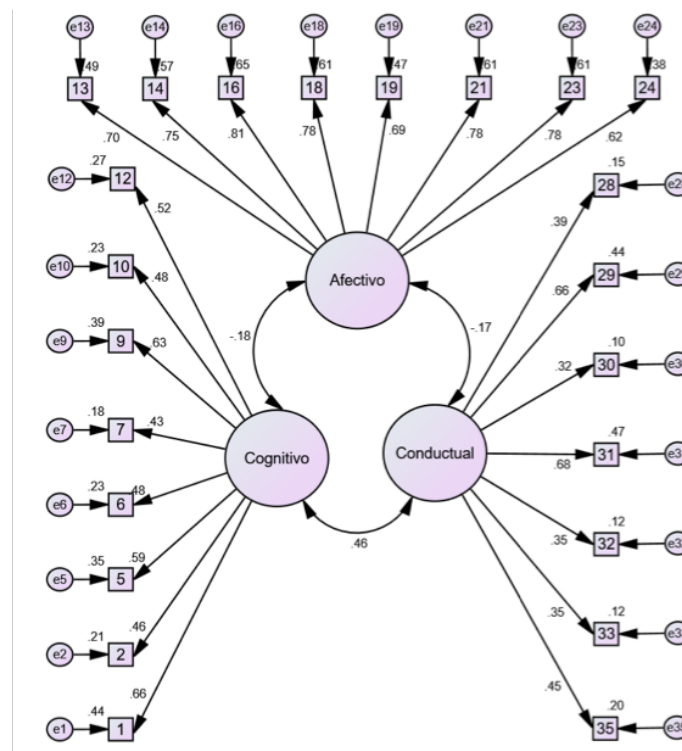 e13 e14 e16 e18 e19 e21 e23 e24
.49 .57 .65 .61 .47 .61 .61 .38
13 14 16 18 19 21 23 24
.70 .75 .81 .78 .69 .78 .78 .62
.27 .15
e12 12 28
.52 .39
.23 .44
e10 10 Afectivo 29
.48 .66
.39 .10
e9 9 .63 -.18 -.17 .32 30
.18 .43 .47
e7 7 Cognitivo Conductual 31
.68
.23 .48 .12
e6 6 .35 32
.46
.35 .59 .12
e5 5 .35 33
.21 .46
e2 2
.66 .45
.44 .20
e1 1 35